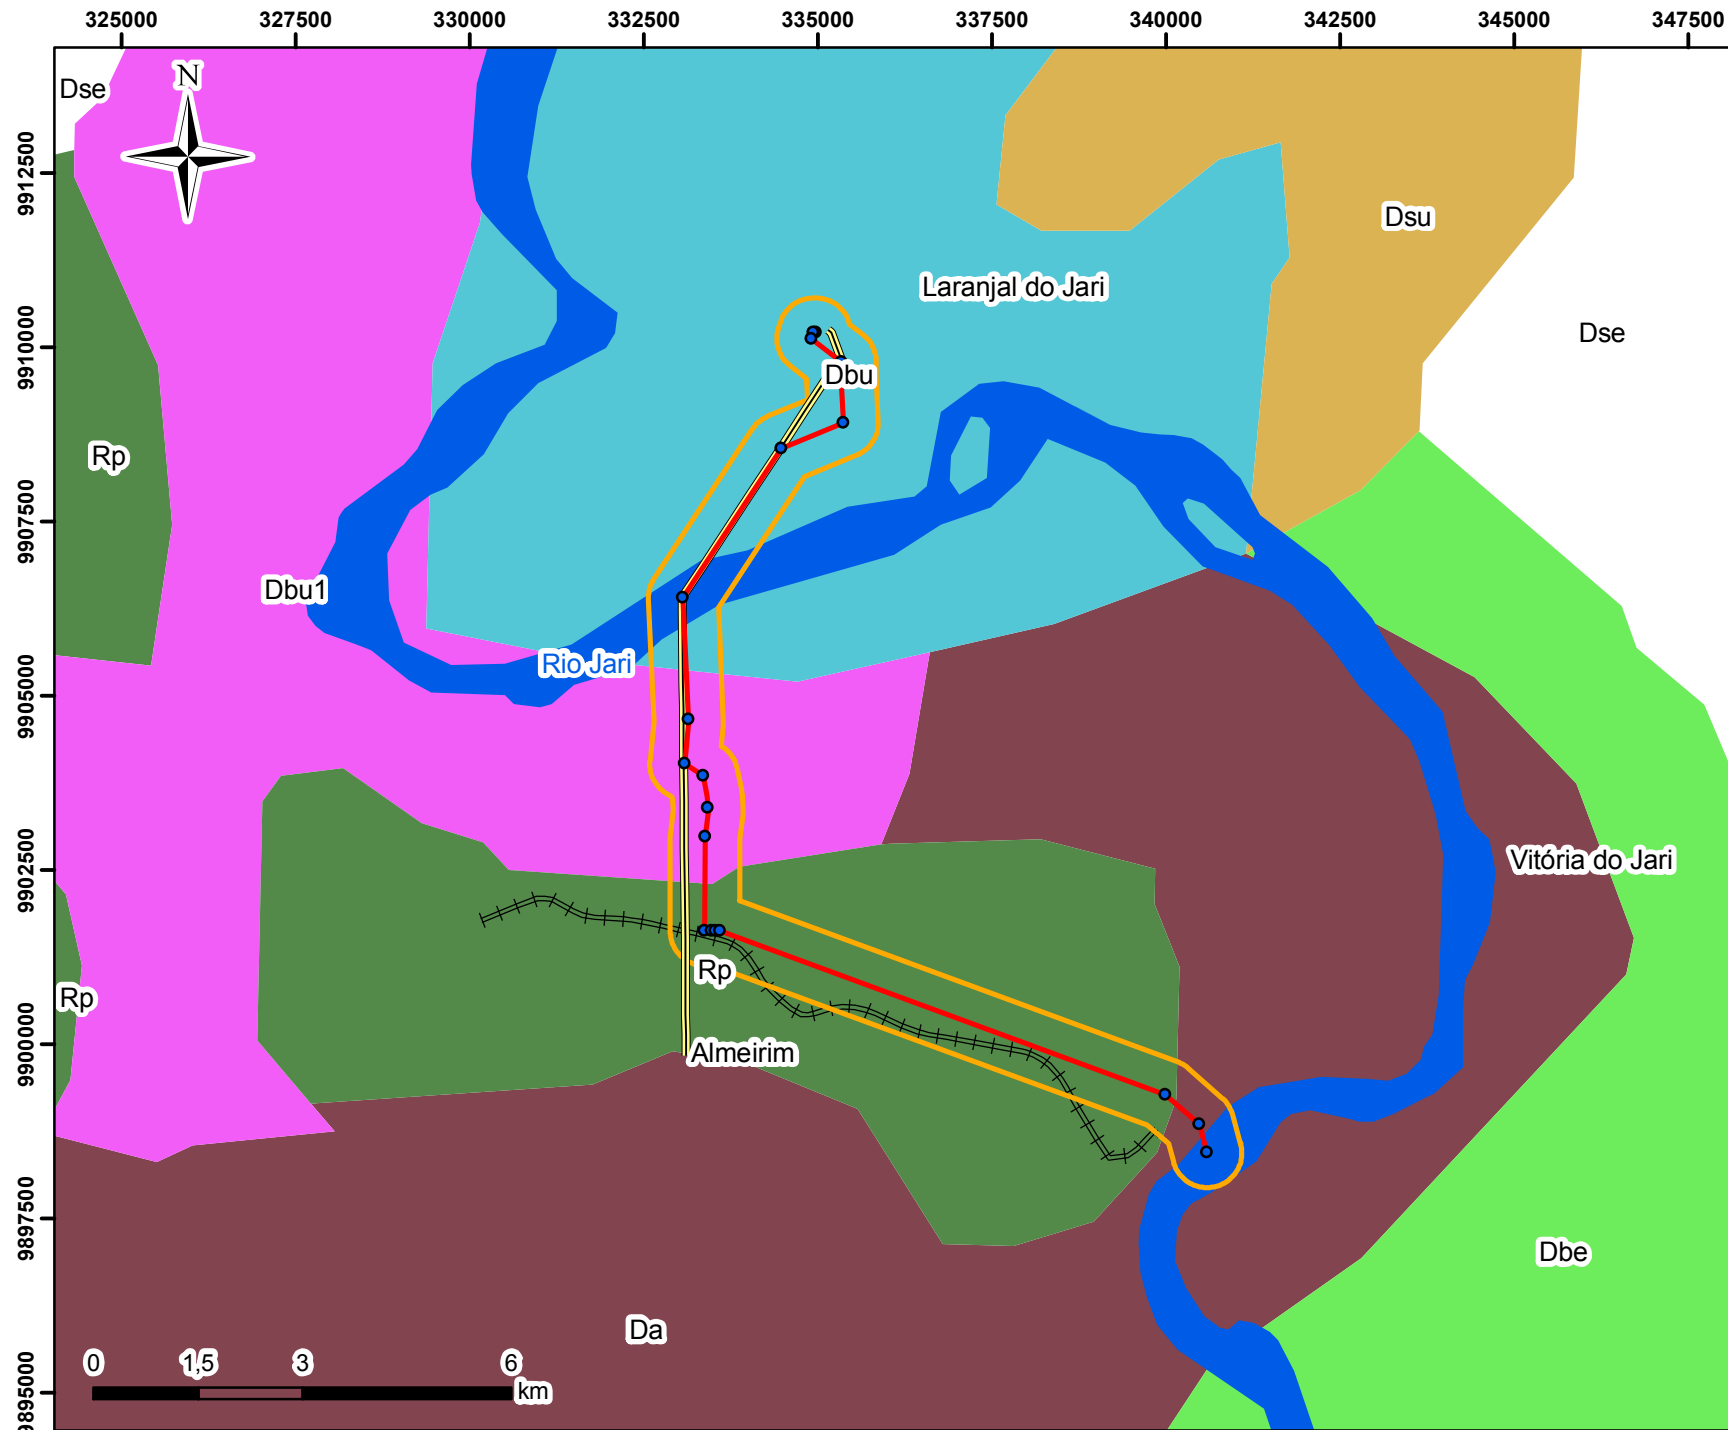 325000 327500 330000 332500 335000 337500 340000 342500 345000 347500
Dse
N
9912500
Dsu
Laranjal do Jari
9910000
Dse
Dbu
Rp
9907500
Dbu1
Rio Jari
9905000
9902500
Vitória do Jari
Rp
Rp
9900000
Almeirim
9897500
Dbe
Da
0 1,5 3 6
km
9895000